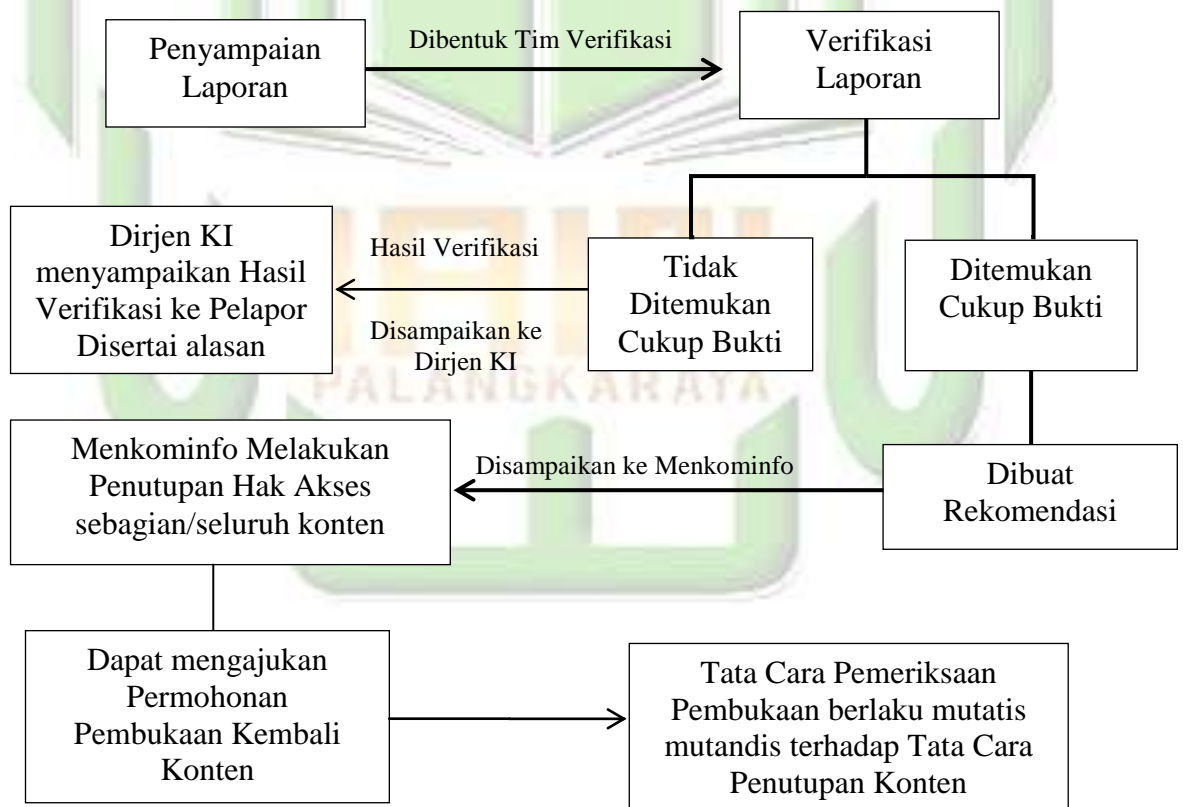 Penyampaian
Laporan
Dibentuk Tim Verifikasi
Verifikasi
Laporan
Dirjen KI
menyampaikan Hasil
Verifikasi ke Pelapor
Disertai alasan
Hasil Verifikasi
Disampaikan ke
Dirjen KI
Tidak
Ditemukan
Cukup Bukti
Ditemukan
Cukup Bukti
PALANGKARAYA
Menkominfo Melakukan
Penutupan Hak Akses
sebagian/seluruh konten
Disampaikan ke Menkominfo
Dibuat
Rekomendasi
Dapat mengajukan
Permohonan
Pembukaan Kembali
Konten
Tata Cara Pemeriksaan
Pembukaan berlaku mutatis
mutandis terhadap Tata Cara
Penutupan Konten